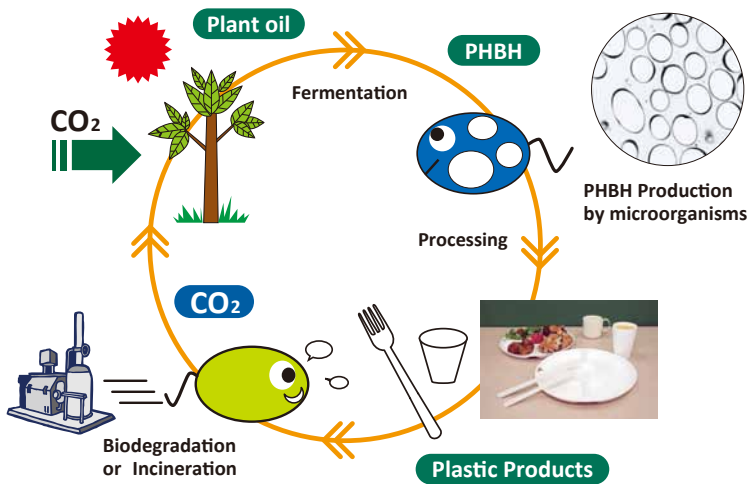 Plant oil
PHBH
Fermentation
CO₂
PHBH Production
by microorganisms
Processing
CO₂
Biodegradation
or Incineration
Plastic Products